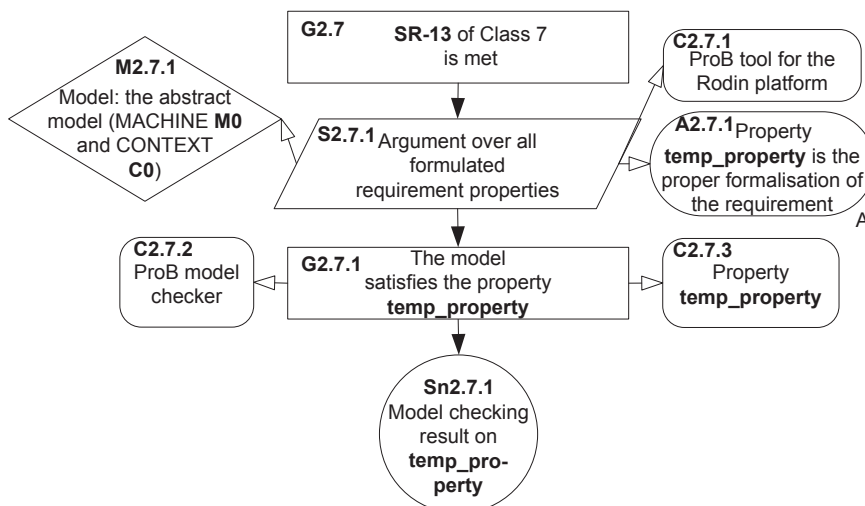 G2.7 SR-13 of Class 7
is met
C2.7.1
ProB tool for the
Rodin platform
M2.7.1
Model: the abstract
model (MACHINE M0
and CONTEXT
C0)
S2.7.1 Argument over all
formulated
requirement properties
A2.7.1 Property
temp_property is the
proper formalisation of
the requirement
A
C2.7.2
ProB model
checker
G2.7.1 The model
satisfies the property
temp_property
C2.7.3
Property
temp_property
Sn2.7.1
Model checking
result on
temp_pro-
perty